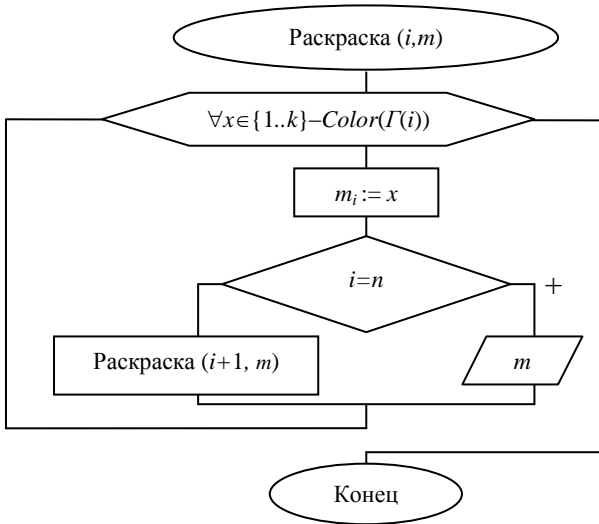 Раскраска (i,m)
∀x∈{1..k}–Color(Γ(i))
mᵢ := x
i=n
+
Раскраска (i+1, m)
m
Конец